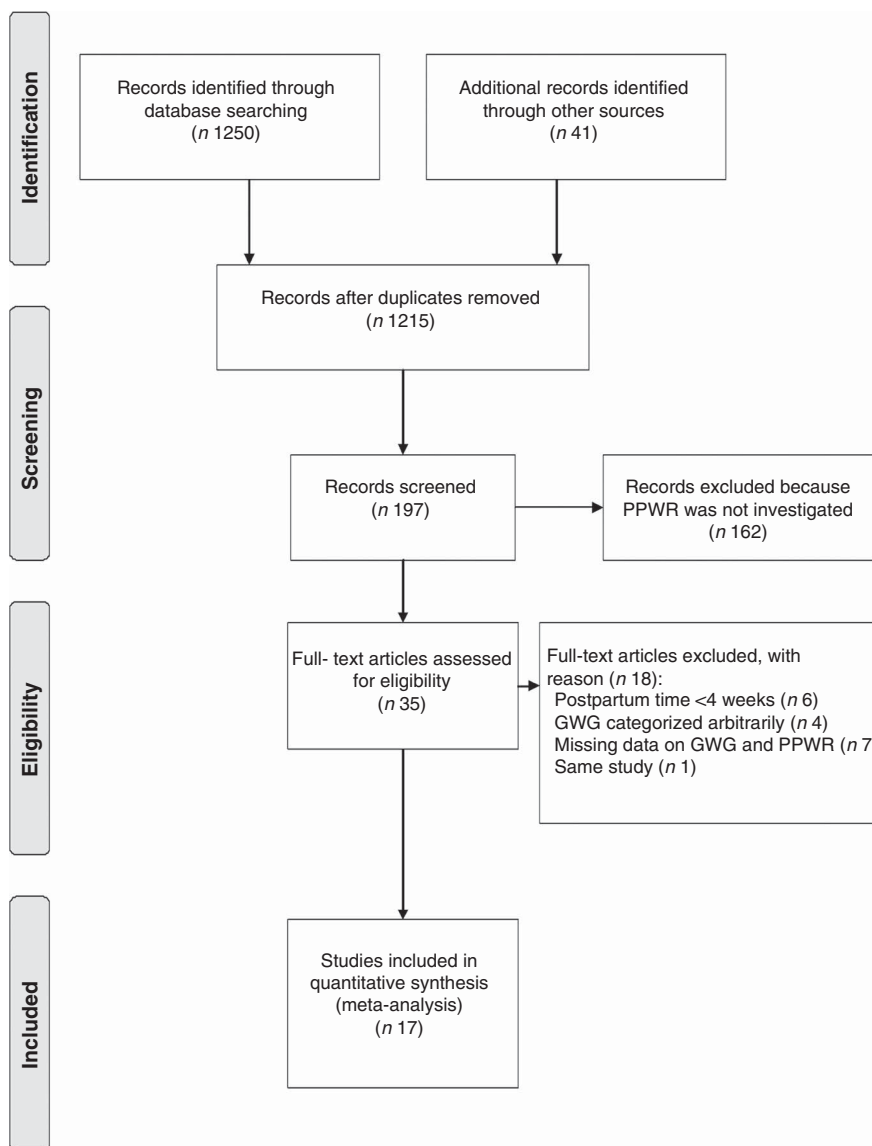 Identification
Records identified through
database searching
(n 1250)
Additional records identified
through other sources
(n 41)
Records after duplicates removed
(n 1215)
Screening
Records screened
(n 197)
Records excluded because
PPWR was not investigated
(n 162)
Eligibility
Full- text articles assessed
for eligibility
(n 35)
Full-text articles excluded, with
reason (n 18):
Postpartum time <4 weeks (n 6)
GWG categorized arbitrarily (n 4)
Missing data on GWG and PPWR (n 7
Same study (n 1)
Included
Studies included in
quantitative synthesis
(meta-analysis)
(n 17)